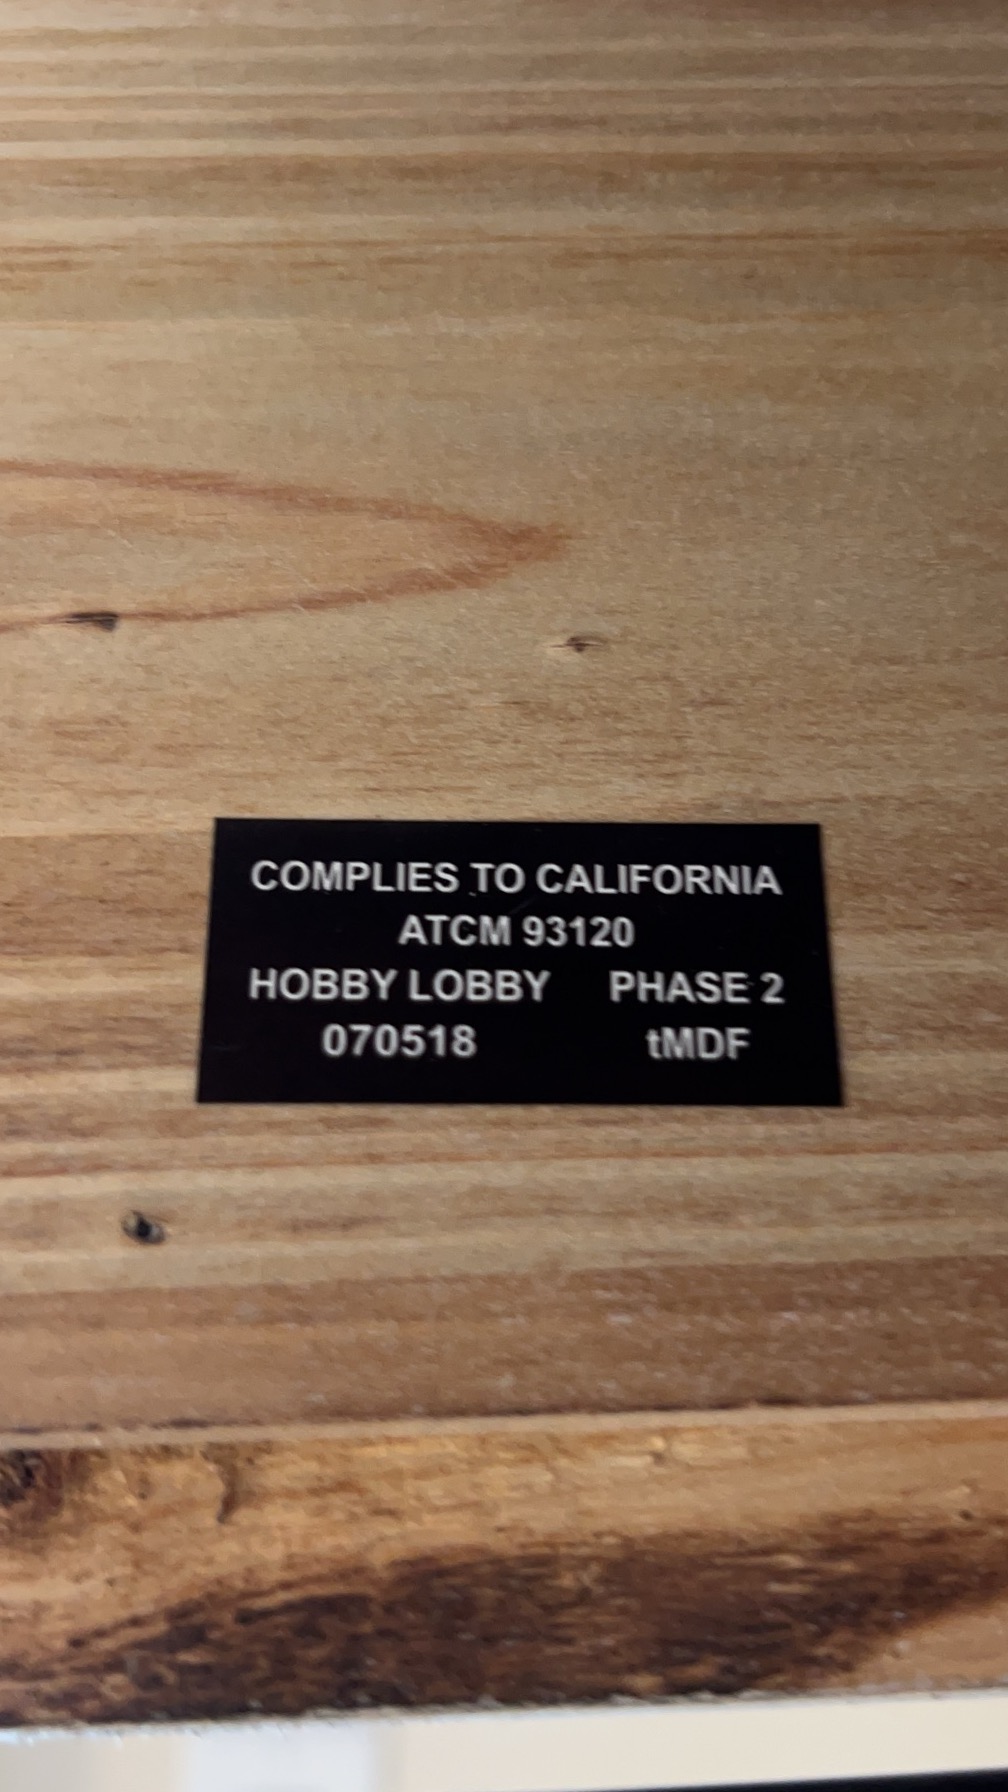 COMPLIES TO CALIFORNIA
ATCM 93120
HOBBY LOBBY PHASE 2
070518 tMDF